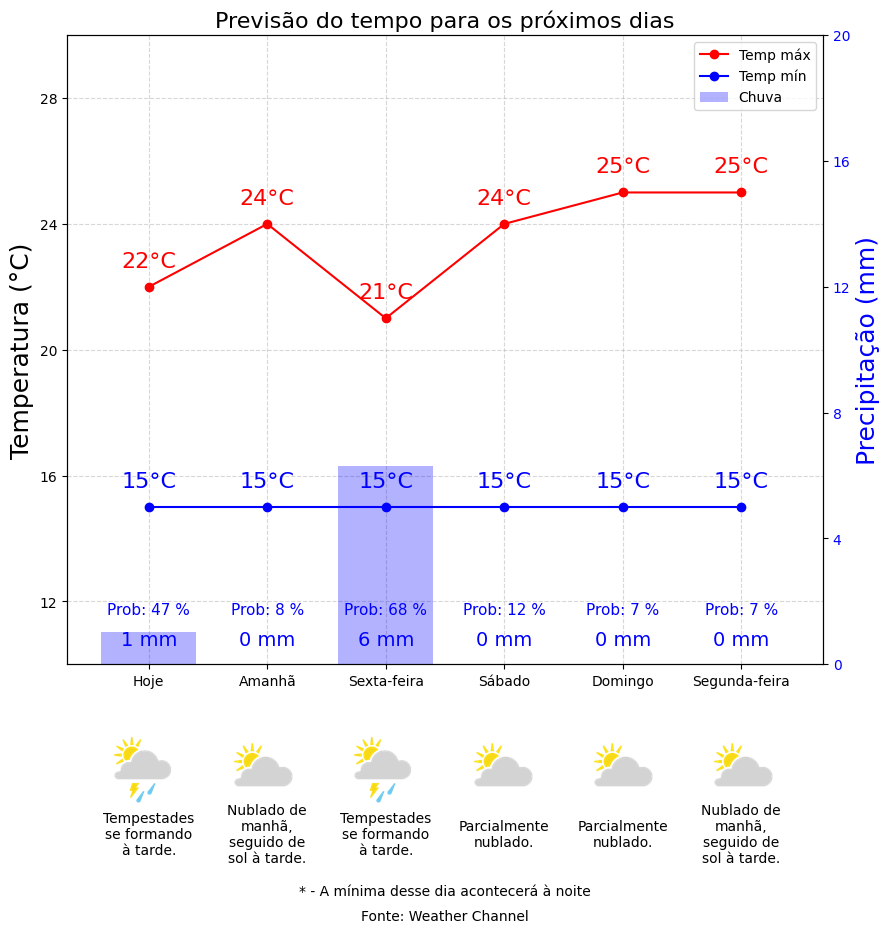 Previsão do tempo para os próximos dias
Temp máx
Temp mín
Chuva
Temperatura (°C)
Precipitação (mm)
28
24
20
16
12
20
16
12
8
4
0
22°C
24°C
21°C
24°C
25°C
25°C
15°C
15°C
15°C
15°C
15°C
15°C
Prob: 47 %
Prob: 8 %
Prob: 68 %
Prob: 12 %
Prob: 7 %
Prob: 7 %
1 mm
0 mm
6 mm
0 mm
0 mm
0 mm
Hoje
Amanhã
Sexta-feira
Sábado
Domingo
Segunda-feira
Tempestades
se formando
à tarde.
Nublado de
manhã,
seguido de
sol à tarde.
Tempestades
se formando
à tarde.
Parcialmente
nublado.
Parcialmente
nublado.
Nublado de
manhã,
seguido de
sol à tarde.
* - A mínima desse dia acontecerá à noite
Fonte: Weather Channel